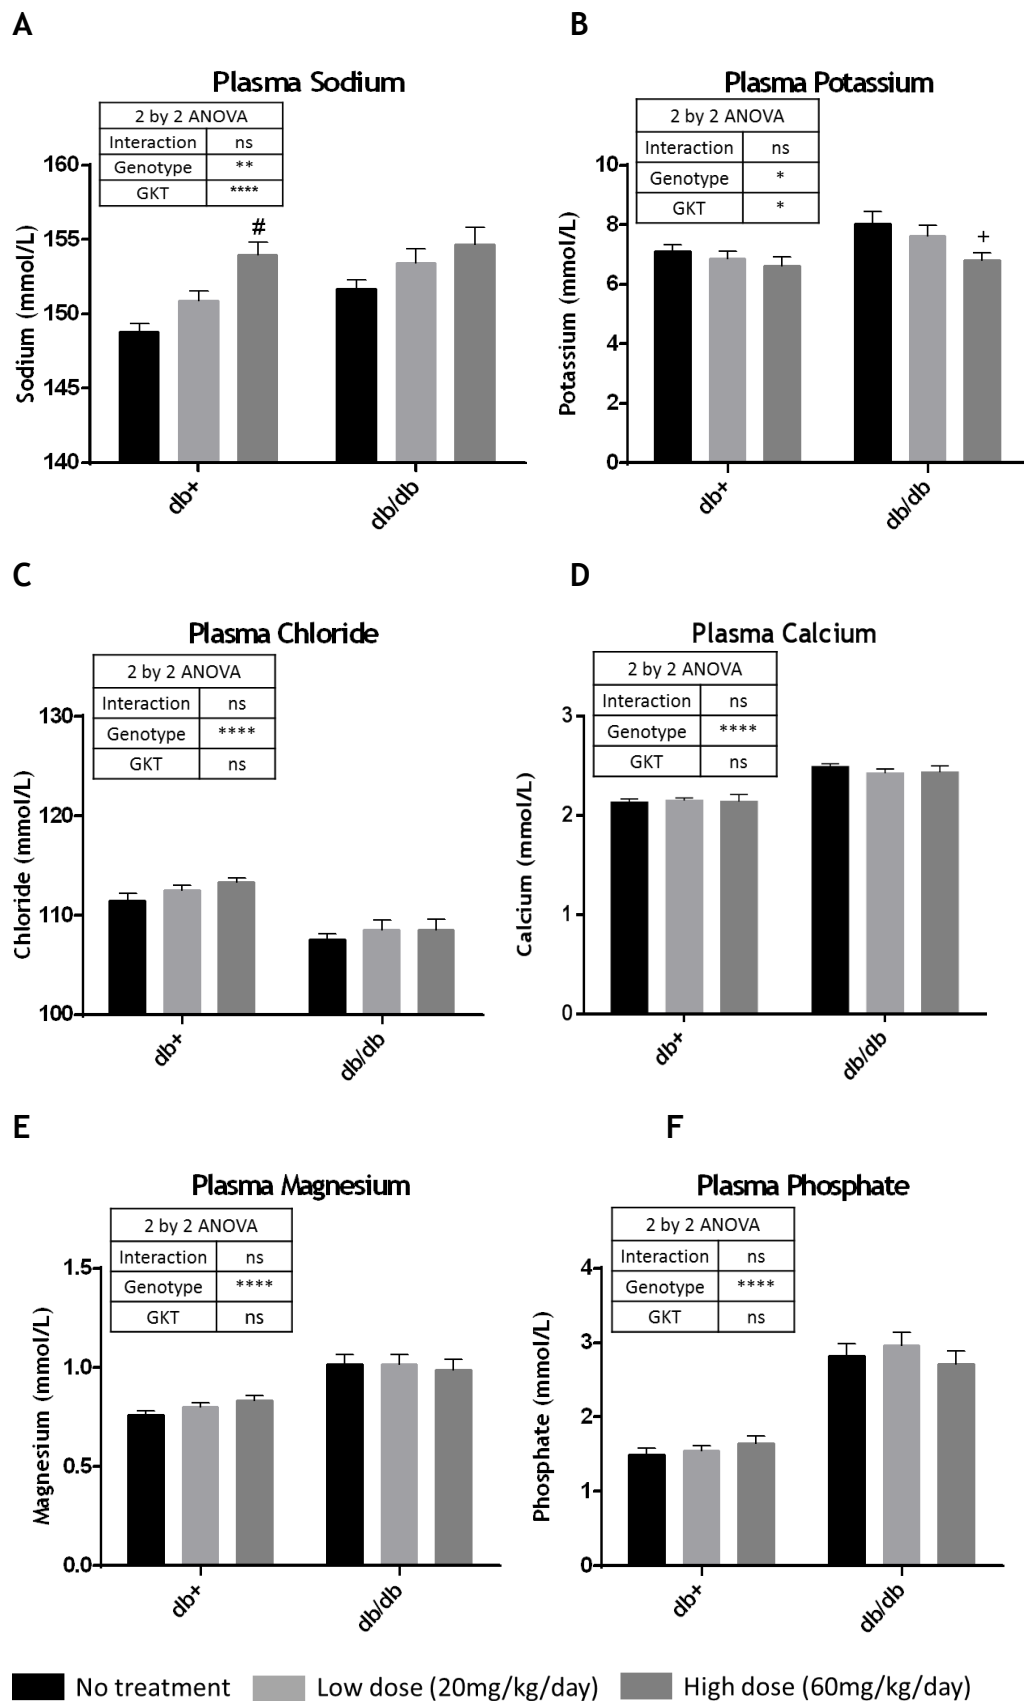 A
Plasma Sodium
2 by 2 ANOVA
Interaction ns
Genotype **
GKT ****
Sodium (mmol/L)
160
155
150
145
140
#
db+
db/db
B
Plasma Potassium
2 by 2 ANOVA
Interaction ns
Genotype *
GKT *
Potassium (mmol/L)
10
8
6
4
2
0
+
db+
db/db
C
Plasma Chloride
2 by 2 ANOVA
Interaction ns
Genotype ****
GKT ns
Chloride (mmol/L)
130
120
110
100
db+
db/db
D
Plasma Calcium
2 by 2 ANOVA
Interaction ns
Genotype ****
GKT ns
Calcium (mmol/L)
3
2
1
0
db+
db/db
E
Plasma Magnesium
2 by 2 ANOVA
Interaction ns
Genotype ****
GKT ns
Magnesium (mmol/L)
1.5
1.0
0.5
0.0
db+
db/db
F
Plasma Phosphate
2 by 2 ANOVA
Interaction ns
Genotype ****
GKT ns
Phosphate (mmol/L)
4
3
2
1
0
db+
db/db
No treatment Low dose (20mg/kg/day) High dose (60mg/kg/day)